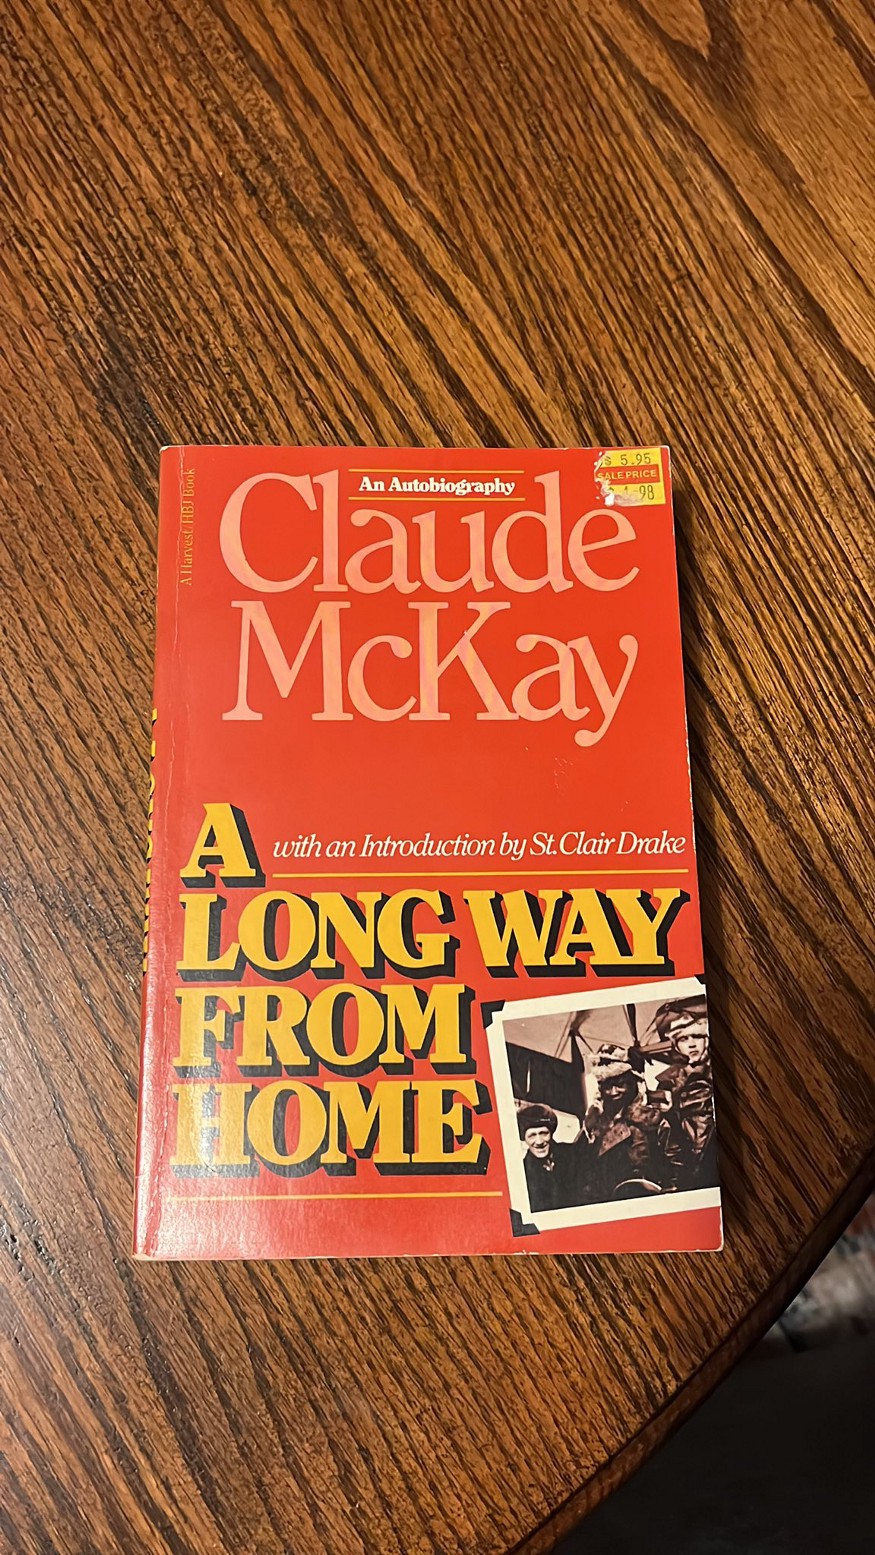 A Harvest/HBJ Book
An Autobiography
$ 5.95
SALE PRICE
Claude
McKay
A
with an Introduction by St. Clair Drake
LONG WAY
FROM
HOME